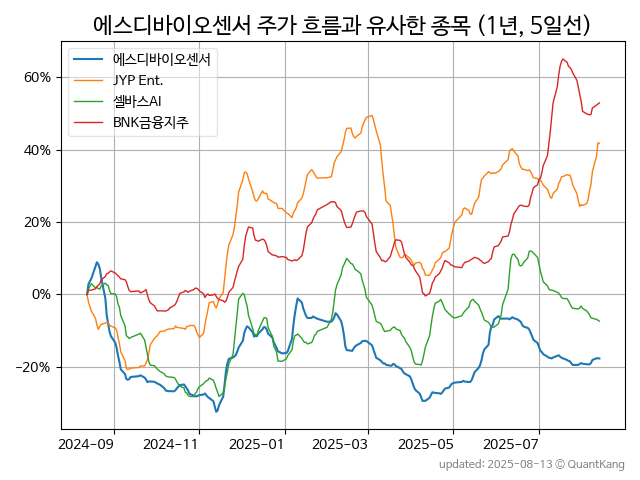 에스디바이오센서 주가 흐름과 유사한 종목 (1년, 5일선)
에스디바이오센서
JYP Ent.
셀바스AI
BNK금융지주
60%
40%
20%
0%
−20%
2024-09 2024-11 2025-01 2025-03 2025-05 2025-07
updated: 2025-08-13 © QuantKang